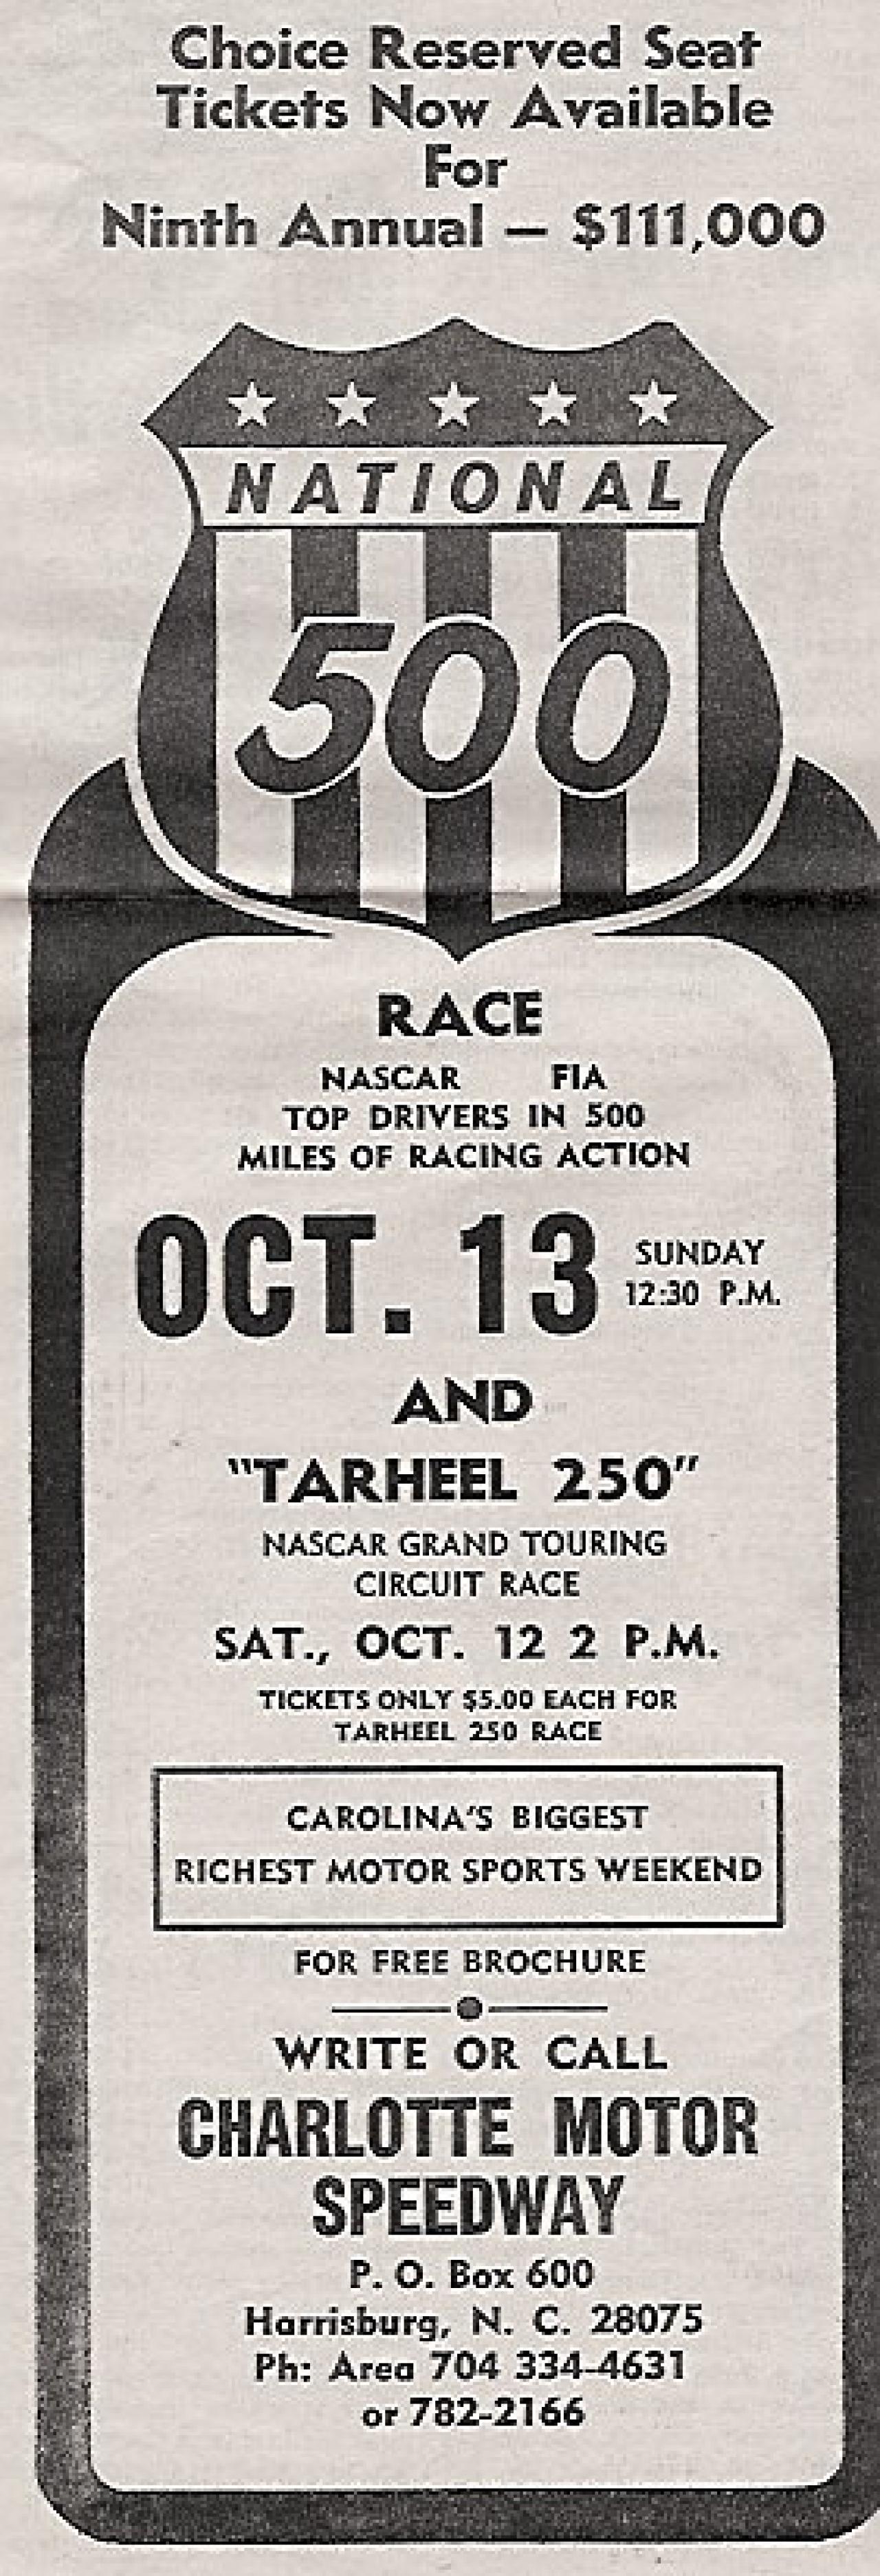 Choice Reserved Seat
Tickets Now Available
For
Ninth Annual — $111,000
NATIONAL
500
RACE
NASCAR FIA
TOP DRIVERS IN 500
MILES OF RACING ACTION
OCT. 13 SUNDAY
12:30 P.M.
AND
"TARHEEL 250"
NASCAR GRAND TOURING
CIRCUIT RACE
SAT., OCT. 12 2 P.M.
TICKETS ONLY $5.00 EACH FOR
TARHEEL 250 RACE
CAROLINA'S BIGGEST
RICHEST MOTOR SPORTS WEEKEND
FOR FREE BROCHURE
WRITE OR CALL
CHARLOTTE MOTOR
SPEEDWAY
P. O. Box 600
Harrisburg, N. C. 28075
Ph: Area 704 334-4631
or 782-2166